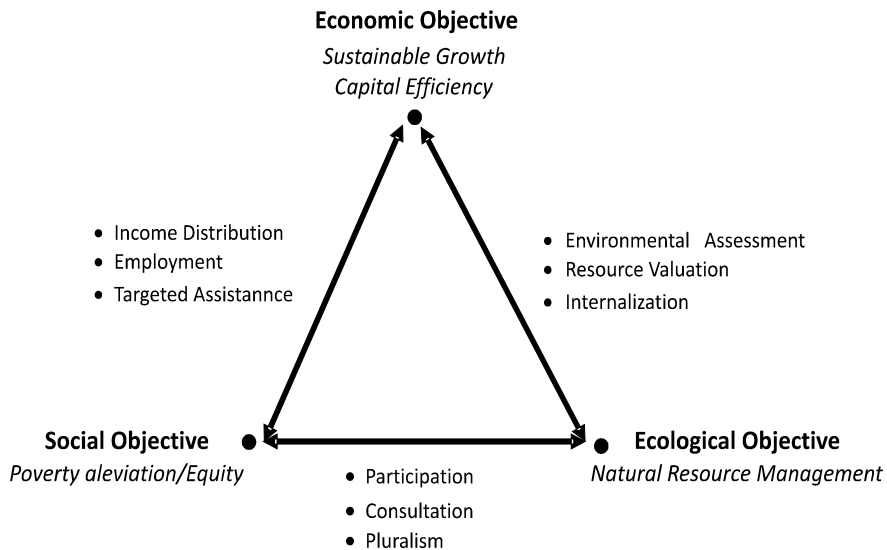 Economic Objective
Sustainable Growth
Capital Efficiency
• Income Distribution
• Employment
• Targeted Assistannce
• Environmental Assessment
• Resource Valuation
• Internalization
Social Objective
Poverty aleviation/Equity
Ecological Objective
Natural Resource Management
• Participation
• Consultation
• Pluralism